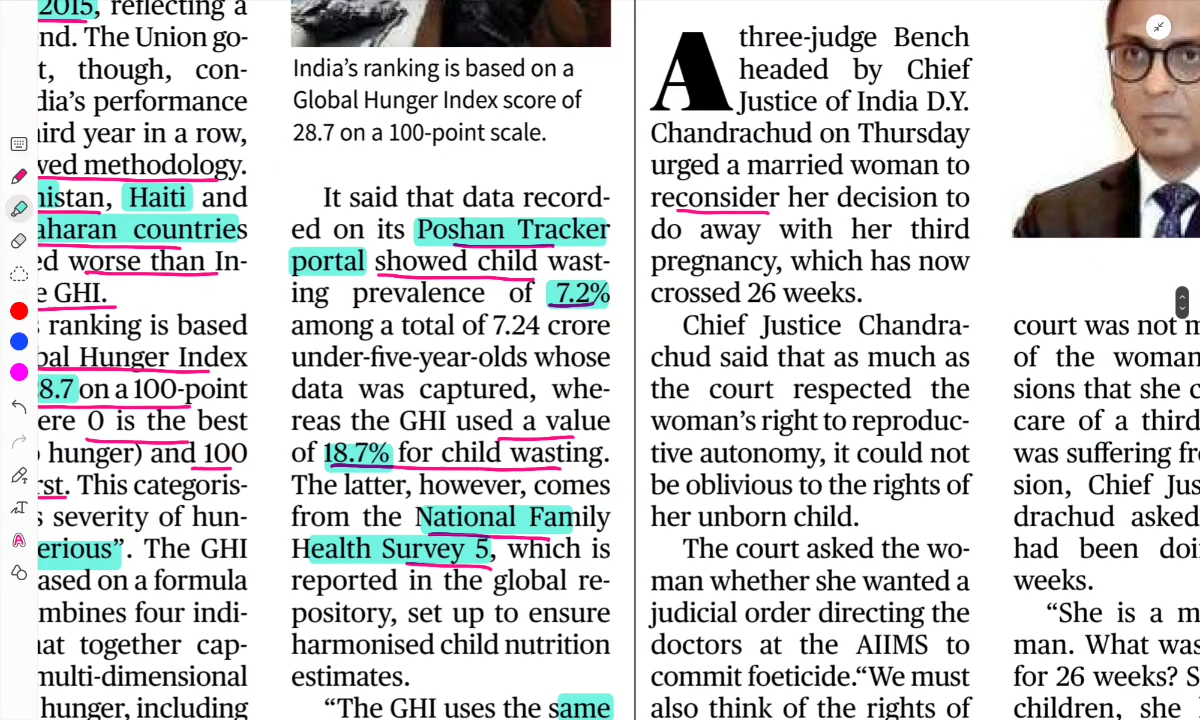 2015, reflecting a
nd. The Union go-
t, though, con-
dia's performance
hird year in a row,
wed methodology.
nistan, Haiti and
aharan countries
ed worse than In-
e GHI.
s ranking is based
bal Hunger Index
28.7 on a 100-point
ere 0 is the best
o hunger) and 100
rst. This categoris-
s severity of hun-
erious”. The GHI
ased on a formula
mbines four indi-
hat together cap-
multi-dimensional
hunger, including
India's ranking is based on a
Global Hunger Index score of
28.7 on a 100-point scale.
It said that data record-
ed on its Poshan Tracker
portal showed child wast-
ing prevalence of 7.2%
among a total of 7.24 crore
under-five-year-olds whose
data was captured, whe-
reas the GHI used a value
of 18.7% for child wasting.
The latter, however, comes
from the National Family
Health Survey 5, which is
reported in the global re-
pository, set up to ensure
harmonised child nutrition
estimates.
“The GHI uses the same
A three-judge Bench
headed by Chief
Justice of India D.Y.
Chandrachud on Thursday
urged a married woman to
reconsider her decision to
do away with her third
pregnancy, which has now
crossed 26 weeks.
Chief Justice Chandra-
chud said that as much as
the court respected the
woman's right to reproduc-
tive autonomy, it could not
be oblivious to the rights of
her unborn child.
The court asked the wo-
man whether she wanted a
judicial order directing the
doctors at the AIIMS to
commit foeticide.“We must
also think of the rights of
court was not m
of the woman
sions that she c
care of a third
was suffering fr
sion, Chief Jus
drachud asked
had been doi
weeks.
“She is a m
man. What was
for 26 weeks? S
children, she